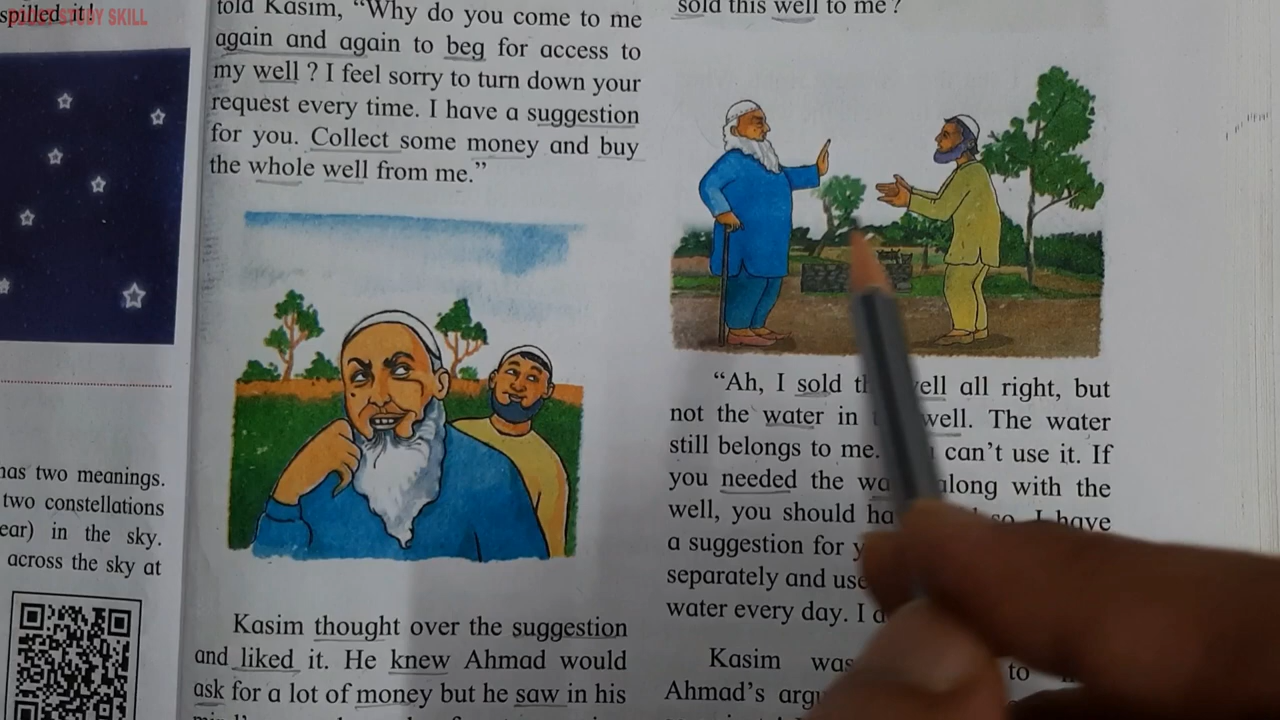 spilled it!
STUDY SKILL
has two meanings.
two constellations
ear) in the sky.
across the sky at
told Kasim, “Why do you come to me
again and again to beg for access to
my well ? I feel sorry to turn down your
request every time. I have a suggestion
for you. Collect some money and buy
the whole well from me.”
Kasim thought over the suggestion
and liked it. He knew Ahmad would
ask for a lot of money but he saw in his
sold this well to me ?
“Ah, I sold all right, but
not the water in well. The water
still belongs to me. can’t use it. If
you needed the along with the
well, you should I have
a suggestion for
separately and use
water every day. I
Kasim was to
Ahmad’s